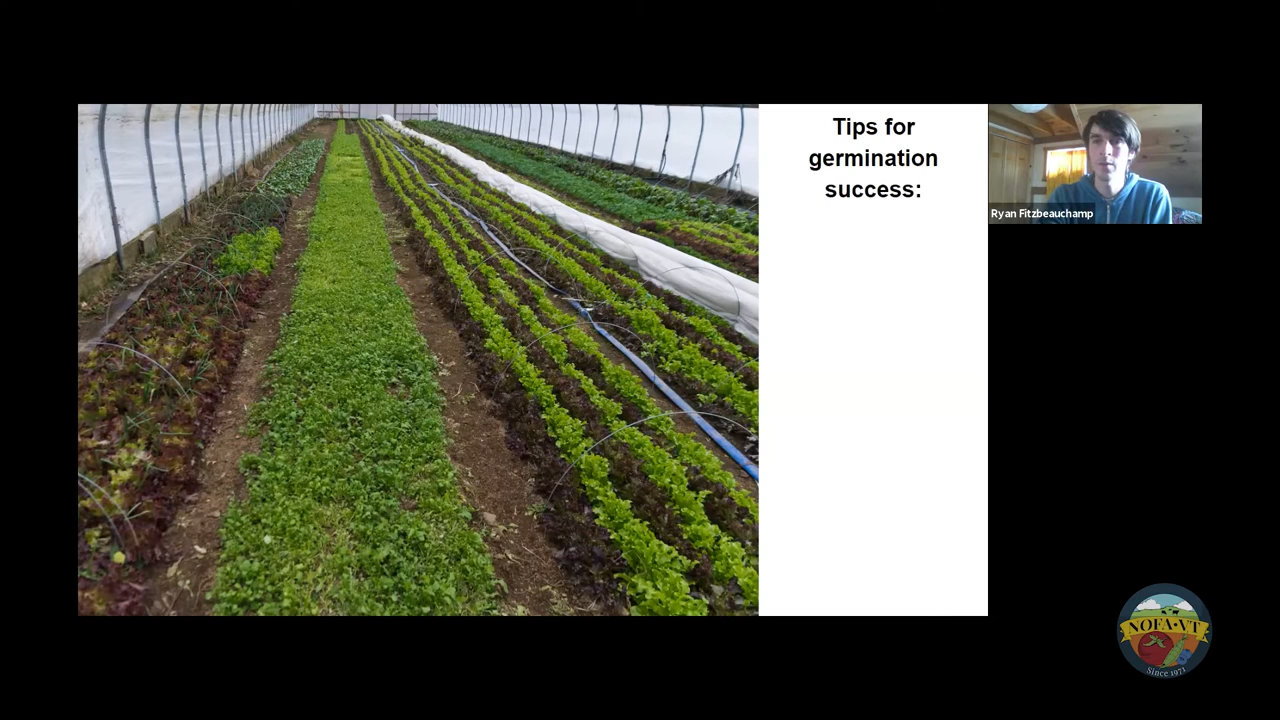 Tips for
germination
success:
Ryan Fitzbeauchamp
NOFA•VT
Since 1971